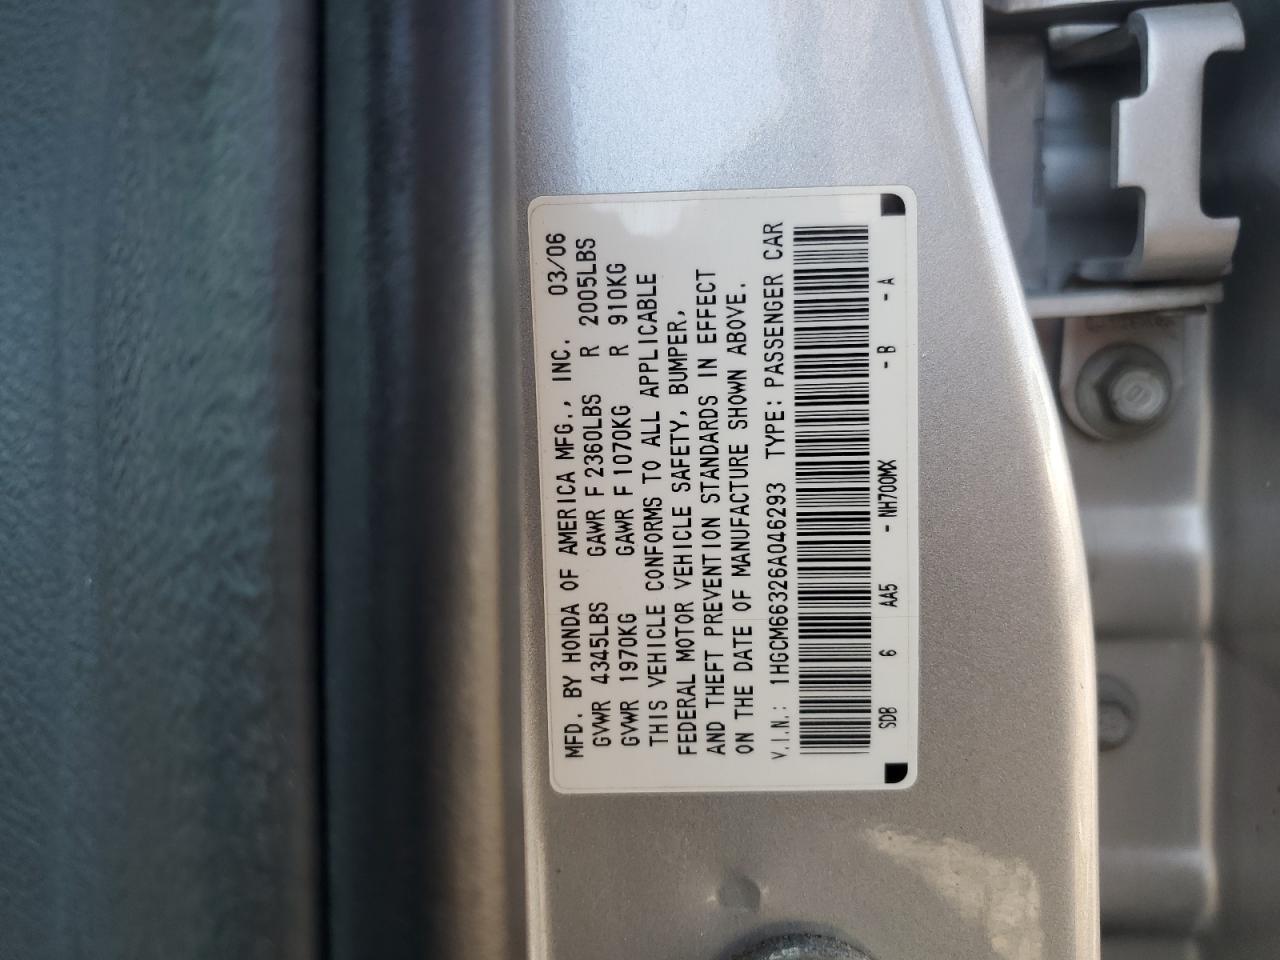 MFD. BY HONDA OF AMERICA MFG., INC. 03/06
GVWR 4345LBS GAWR F 2360LBS R 2005LBS
GVWR 1970KG GAWR F 1070KG R 910KG
THIS VEHICLE CONFORMS TO ALL APPLICABLE
FEDERAL MOTOR VEHICLE SAFETY, BUMPER,
AND THEFT PREVENTION STANDARDS IN EFFECT
ON THE DATE OF MANUFACTURE SHOWN ABOVE.
V.I.N.: 1HGCM66326A046293 TYPE: PASSENGER CAR
SDB 6 AA5 - NH700MX - B - A